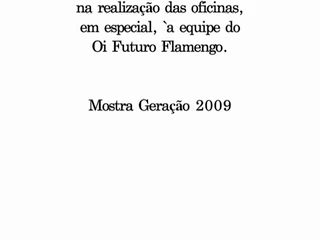 na realização das oficinas,
em especial, `a equipe do
Oi Futuro Flamengo.
Mostra Geração 2009